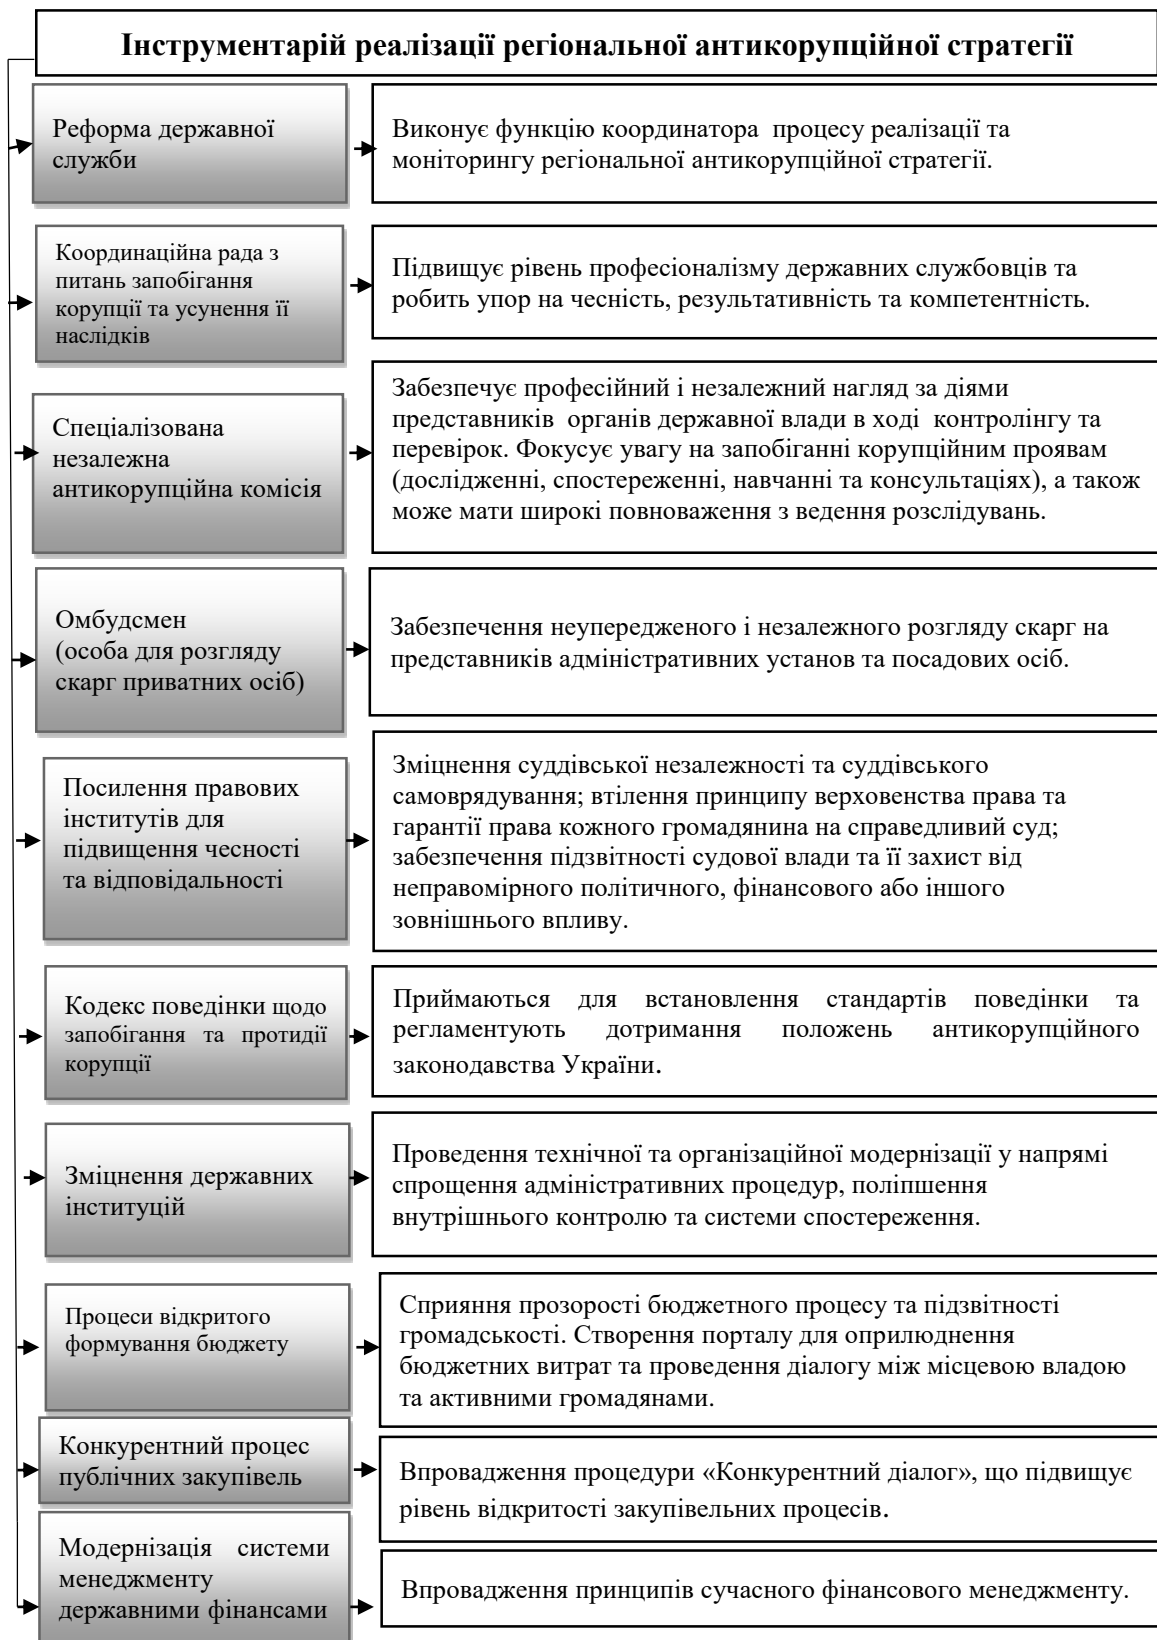 Інструментарій реалізації регіональної антикорупційної стратегії
Реформа державної
служби
Виконує функцію координатора процесу реалізації та
моніторингу регіональної антикорупційної стратегії.
Координаційна рада з
питань запобігання
корупції та усунення її
наслідків
Підвищує рівень професіоналізму державних службовців та
робить упор на чесність, результативність та компетентність.
Спеціалізована
незалежна
антикорупційна комісія
Забезпечує професійний і незалежний нагляд за діями
представників органів державної влади в ході контролінгу та
перевірок. Фокусує увагу на запобіганні корупційним проявам
(дослідженні, спостереженні, навчанні та консультаціях), а також
може мати широкі повноваження з ведення розслідувань.
Омбудсмен
(особа для розгляду
скарг приватних осіб)
Забезпечення неупередженого і незалежного розгляду скарг на
представників адміністративних установ та посадових осіб.
Посилення правових
інститутів для
підвищення чесності
та відповідальності
Зміцнення суддівської незалежності та суддівського
самоврядування; втілення принципу верховенства права та
гарантії права кожного громадянина на справедливий суд;
забезпечення підзвітності судової влади та її захист від
неправомірного політичного, фінансового або іншого
зовнішнього впливу.
Кодекс поведінки щодо
запобігання та протидії
корупції
Приймаються для встановлення стандартів поведінки та
регламентують дотримання положень антикорупційного
законодавства України.
Зміцнення державних
інституцій
Проведення технічної та організаційної модернізації у напрямі
спрощення адміністративних процедур, поліпшення
внутрішнього контролю та системи спостереження.
Процеси відкритого
формування бюджету
Сприяння прозорості бюджетного процесу та підзвітності
громадськості. Створення порталу для оприлюднення
бюджетних витрат та проведення діалогу між місцевою владою
та активними громадянами.
Конкурентний процес
публічних закупівель
Впровадження процедури «Конкурентний діалог», що підвищує
рівень відкритості закупівельних процесів.
Модернізація системи
менеджменту
державними фінансами
Впровадження принципів сучасного фінансового менеджменту.